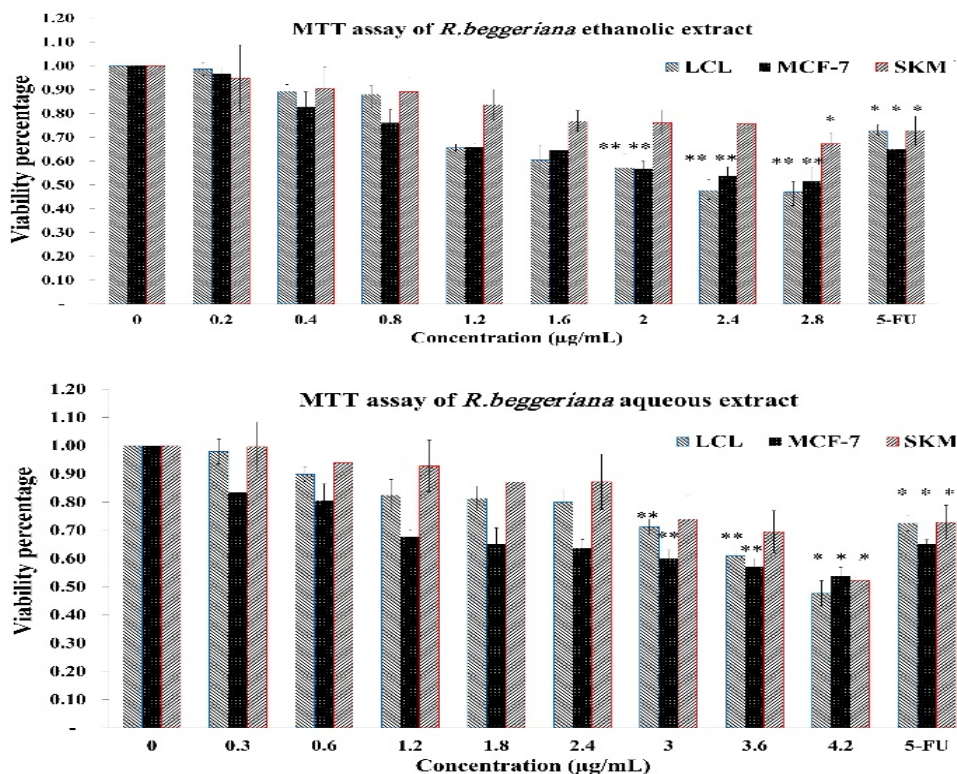 MTT assay of R.beggeriana ethanolic extract
LCL MCF-7 SKM
Viability percentage
1.20
1.10
1.00
0.90
0.80
0.70
0.60
0.50
0.40
0.30
0.20
0.10
-
** ** ** ** ** ** * * * *
0 0.2 0.4 0.8 1.2 1.6 2 2.4 2.8 5-FU
Concentration (µg/mL)
MTT assay of R.beggeriana aqueous extract
LCL MCF-7 SKM
Viability percentage
1.20
1.10
1.00
0.90
0.80
0.70
0.60
0.50
0.40
0.30
0.20
0.10
-
** ** ** ** * * * * * *
0 0.3 0.6 1.2 1.8 2.4 3 3.6 4.2 5-FU
Concentration (µg/mL)